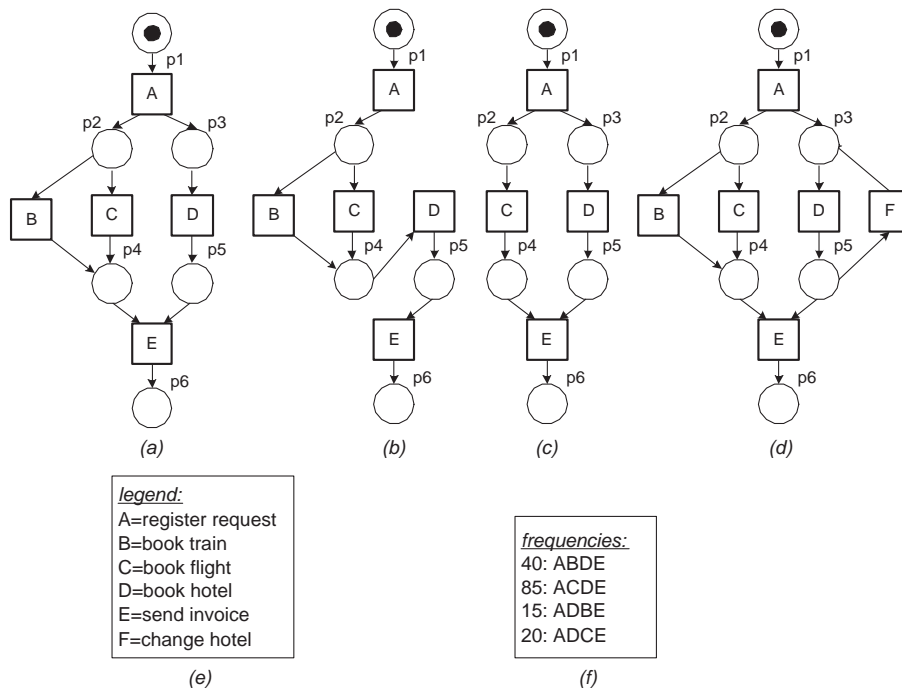 p1
A
p2
p3
B
C
D
p4
p5
E
p6
(a)
p1
A
p2
B
C
D
p4
p5
E
p6
(b)
p1
A
p2
p3
C
D
p4
p5
E
p6
(c)
p1
A
p2
p3
B
C
D
F
p4
p5
E
p6
(d)
legend:
A=register request
B=book train
C=book flight
D=book hotel
E=send invoice
F=change hotel
(e)
frequencies:
40: ABDE
85: ACDE
15: ADBE
20: ADCE
(f)